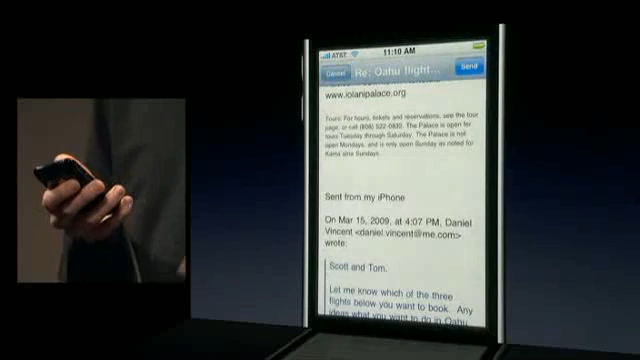 AT&T 11:10 AM
Cancel Re: Oahu flight... Send
www.iolanipalace.org
Tours: For hours, tickets and reservations, see the tour
page, or call (808) 522-0832. The Palace is open for
tours Tuesday through Saturday. The Palace is not
open Mondays, and is only open Sunday as noted for
Kama'aina Sundays.
Sent from my iPhone
On Mar 15, 2009, at 4:07 PM, Daniel
Vincent <daniel.vincent@me.com>
wrote:
Scott and Tom,
Let me know which of the three
flights below you want to book. Any
ideas what you want to do in Oahu